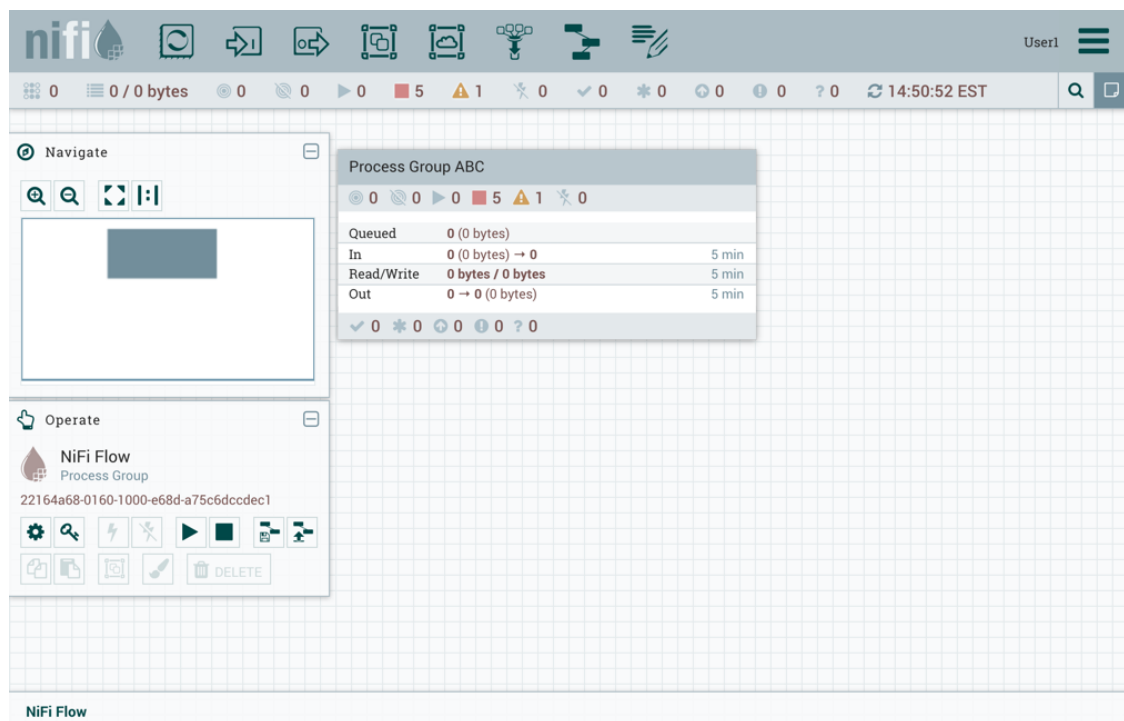 nifi
User1
0 0 / 0 bytes 0 0 0 5 1 0 0 0 0 0 ? 0 14:50:52 EST
Navigate
Process Group ABC
0 0 0 5 1 0
Queued 0 (0 bytes)
In 0 (0 bytes) → 0 5 min
Read/Write 0 bytes / 0 bytes 5 min
Out 0 → 0 (0 bytes) 5 min
0 0 0 0 ? 0
Operate
NiFi Flow
Process Group
22164a68-0160-1000-e68d-a75c6dccdec1
DELETE
NiFi Flow